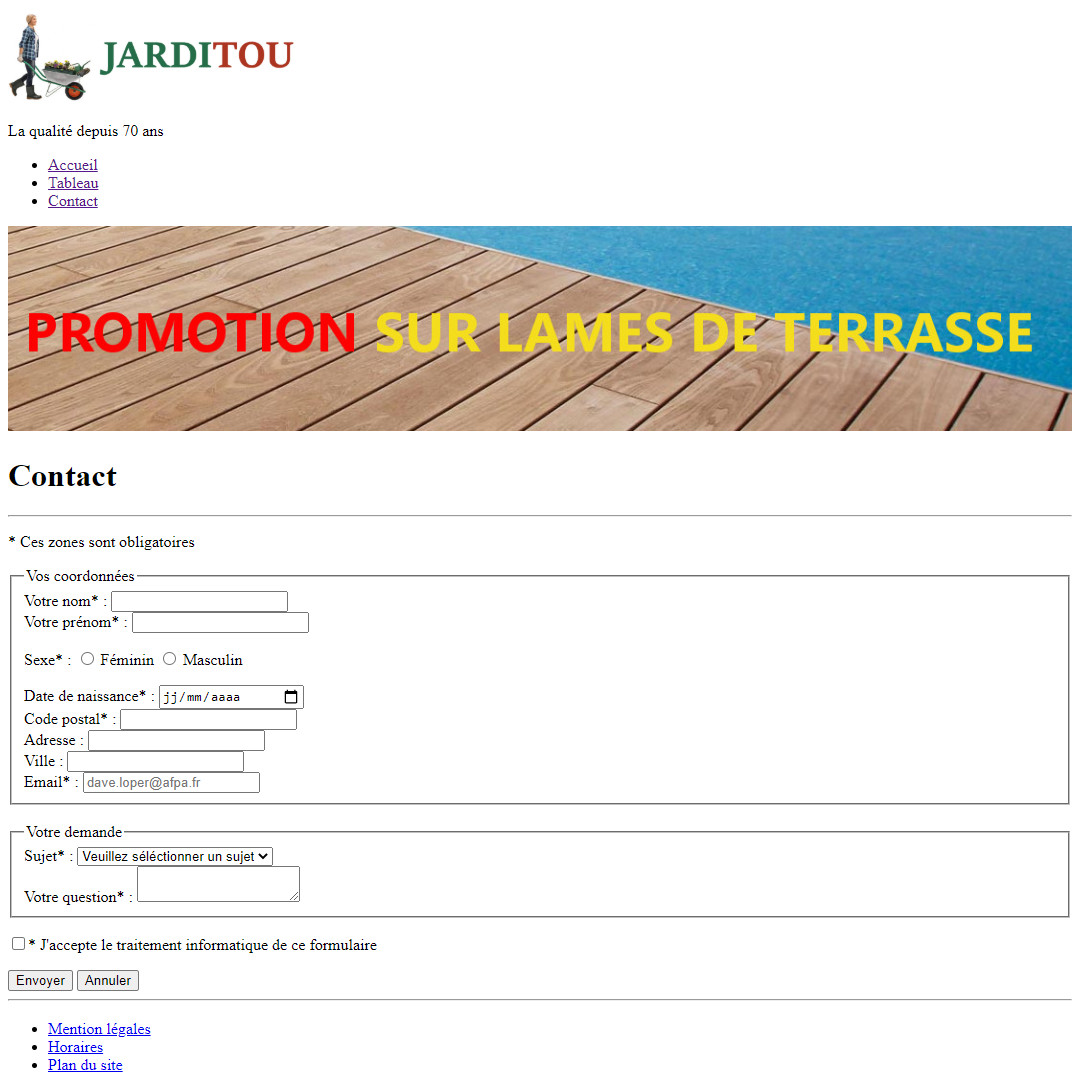 JARDITOU
La qualité depuis 70 ans
Accueil
Tableau
Contact
PROMOTION SUR LAMES DE TERRASSE
Contact
* Ces zones sont obligatoires
Vos coordonnées
Votre nom* :
Votre prénom* :
Sexe* : Féminin Masculin
Date de naissance* : jj/mm/aaaa
Code postal* :
Adresse :
Ville :
Email* : dave.loper@afpa.fr
Votre demande
Sujet* : Veuillez séléctionner un sujet
Votre question* :
* J'accepte le traitement informatique de ce formulaire
Envoyer Annuler
Mention légales
Horaires
Plan du site